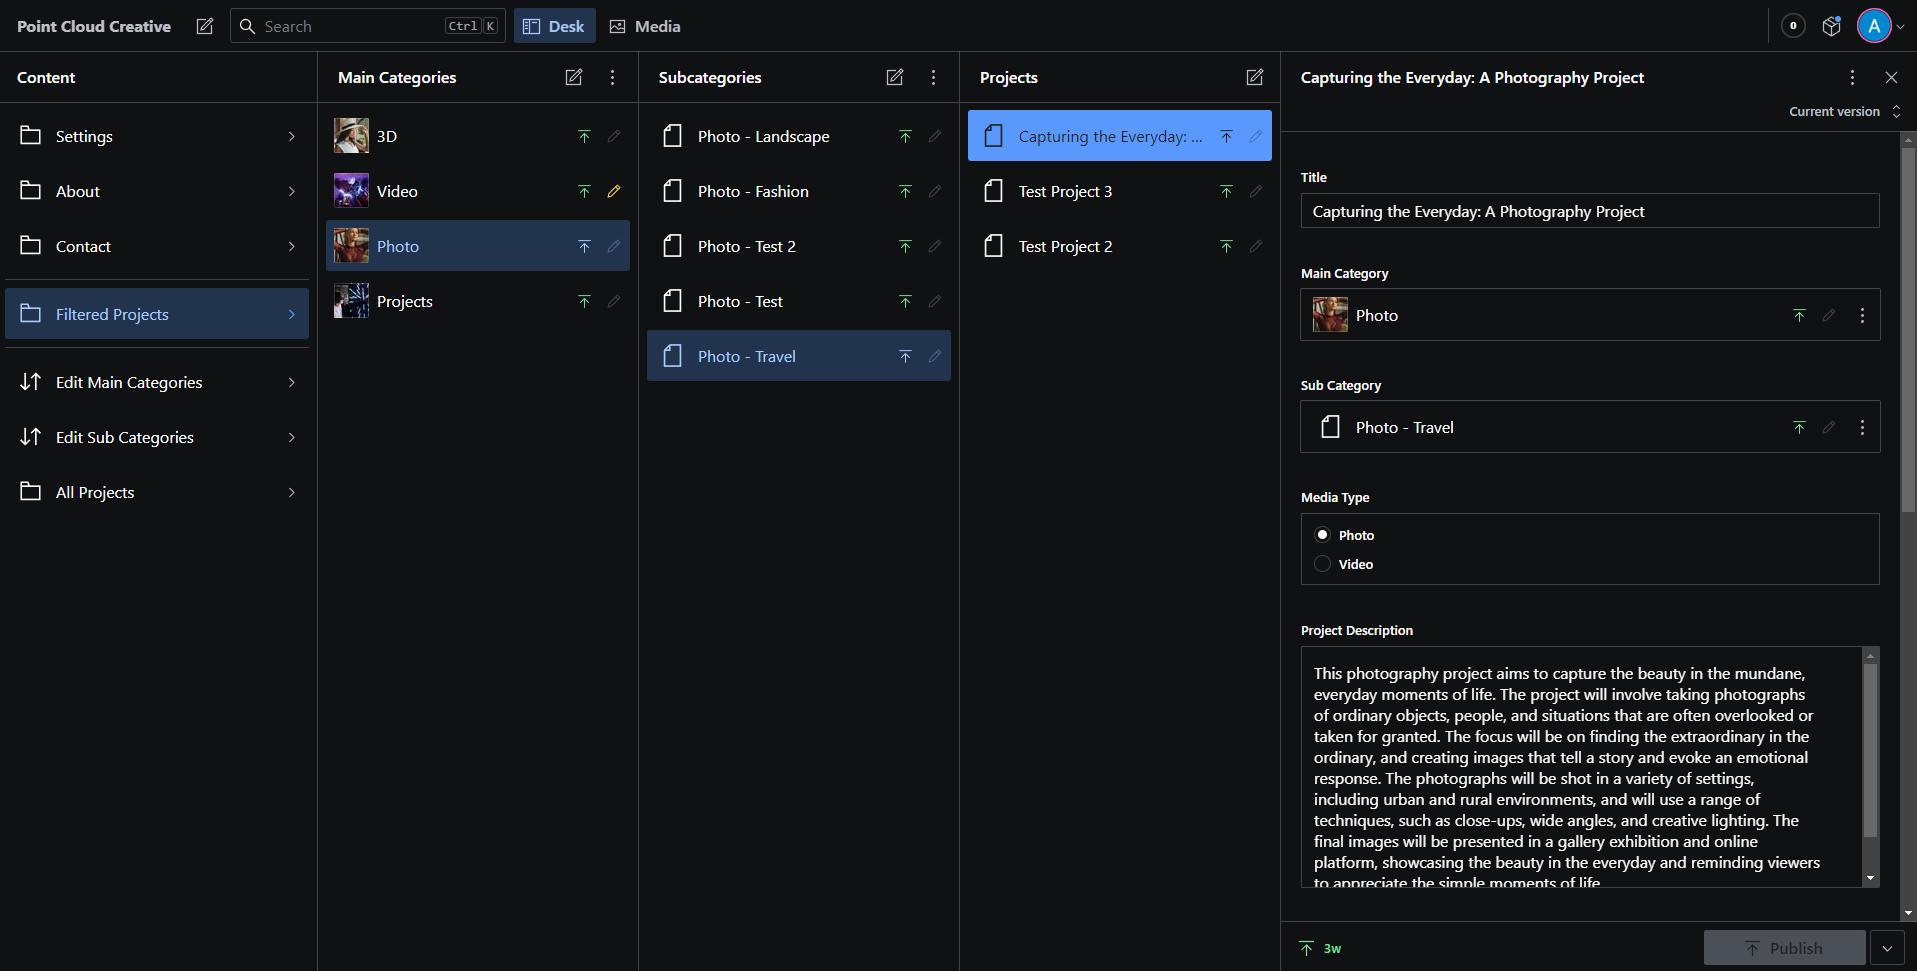 Point Cloud Creative
Search
Ctrl K
Desk
Media
0
A
Content
Settings
About
Contact
Filtered Projects
Edit Main Categories
Edit Sub Categories
All Projects
Main Categories
3D
Video
Photo
Projects
Subcategories
Photo - Landscape
Photo - Fashion
Photo - Test 2
Photo - Test
Photo - Travel
Projects
Capturing the Everyday: ...
Test Project 3
Test Project 2
Capturing the Everyday: A Photography Project
Current version
Title
Capturing the Everyday: A Photography Project
Main Category
Photo
Sub Category
Photo - Travel
Media Type
Photo
Video
Project Description
This photography project aims to capture the beauty in the mundane,
everyday moments of life. The project will involve taking photographs
of ordinary objects, people, and situations that are often overlooked or
taken for granted. The focus will be on finding the extraordinary in the
ordinary, and creating images that tell a story and evoke an emotional
response. The photographs will be shot in a variety of settings,
including urban and rural environments, and will use a range of
techniques, such as close-ups, wide angles, and creative lighting. The
final images will be presented in a gallery exhibition and online
platform, showcasing the beauty in the everyday and reminding viewers
to appreciate the simple moments of life.
3w
Publish